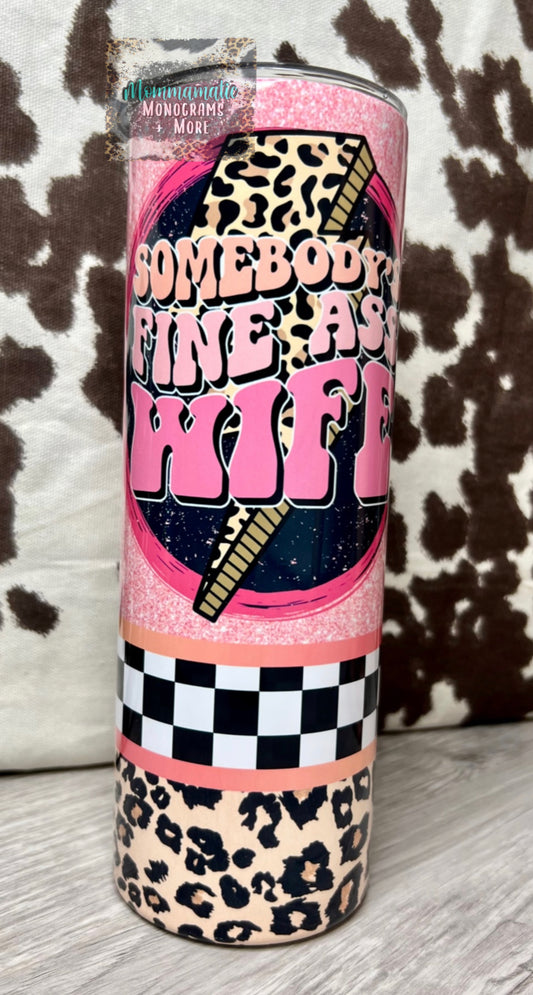 Mommamade
Monograms
+ More
SOMEBODY'S
FINE ASS
WIFE